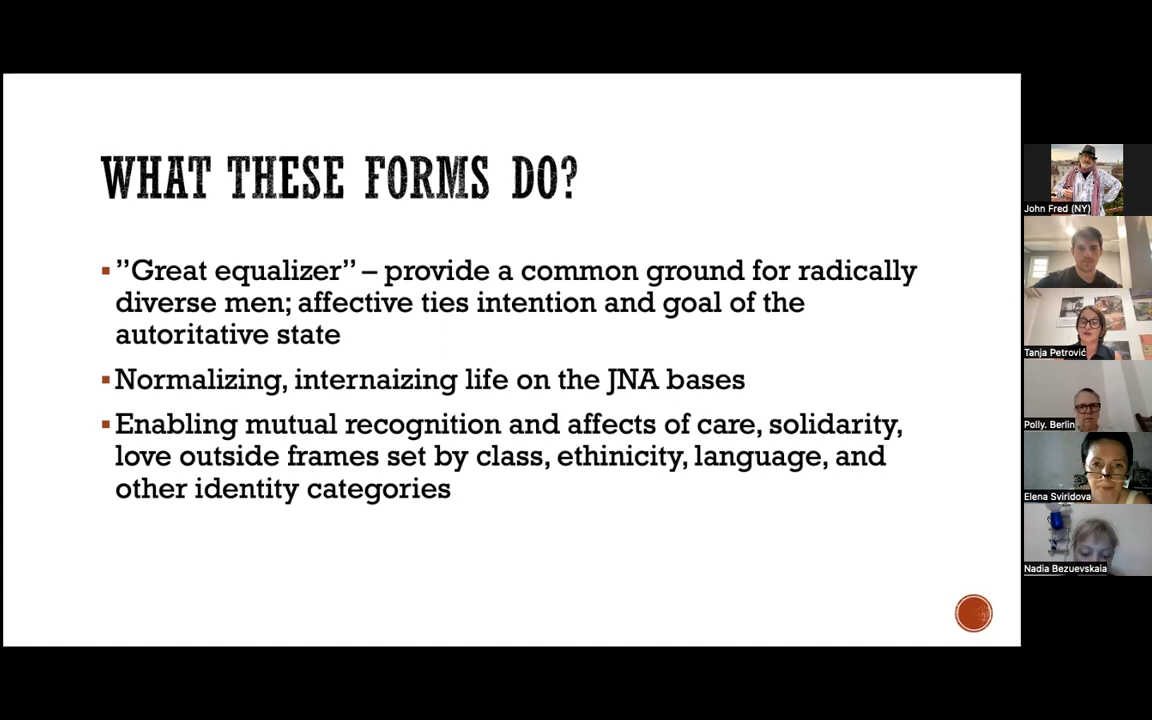 WHAT THESE FORMS DO?
”Great equalizer” – provide a common ground for radically
diverse men; affective ties intention and goal of the
autoritative state
Normalizing, internaizing life on the JNA bases
Enabling mutual recognition and affects of care, solidarity,
love outside frames set by class, ethinicity, language, and
other identity categories
John Fred (NY)
Tanja Petrović
Polly. Berlin
Elena Sviridova
Nadia Bezuevskaia